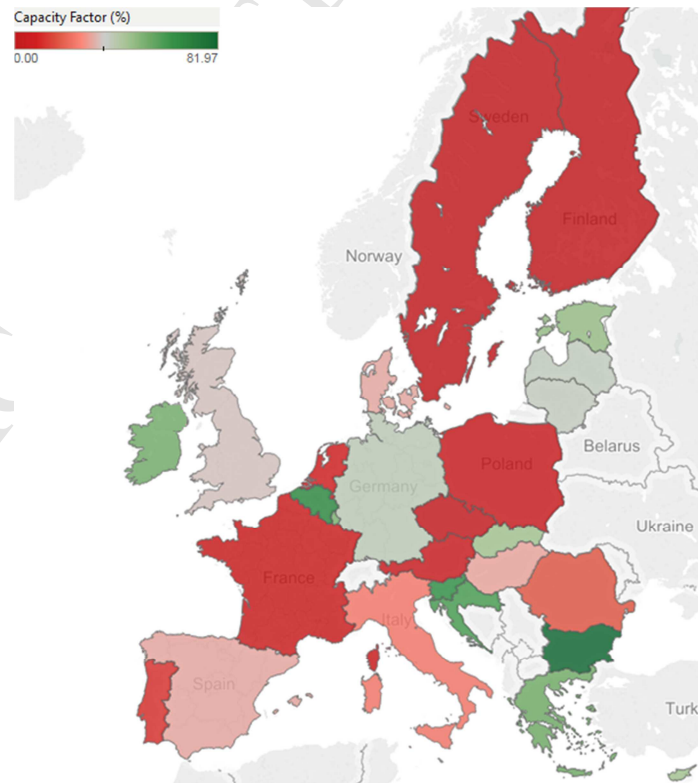 Capacity Factor (%)
0.00 81.97
Sweden
Finland
Norway
Belarus
Poland
Germany
Ukraine
France
Italy
Spain
Turk